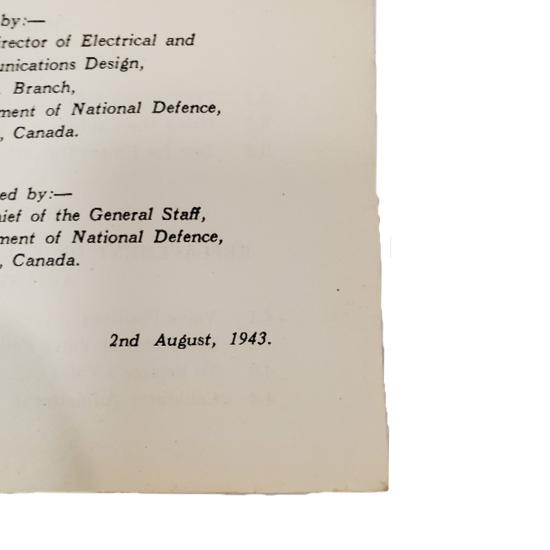 by:—
rector of Electrical and
unications Design,
Branch,
ment of National Defence,
, Canada.
ed by:—
ief of the General Staff,
ment of National Defence,
, Canada.
2nd August, 1943.